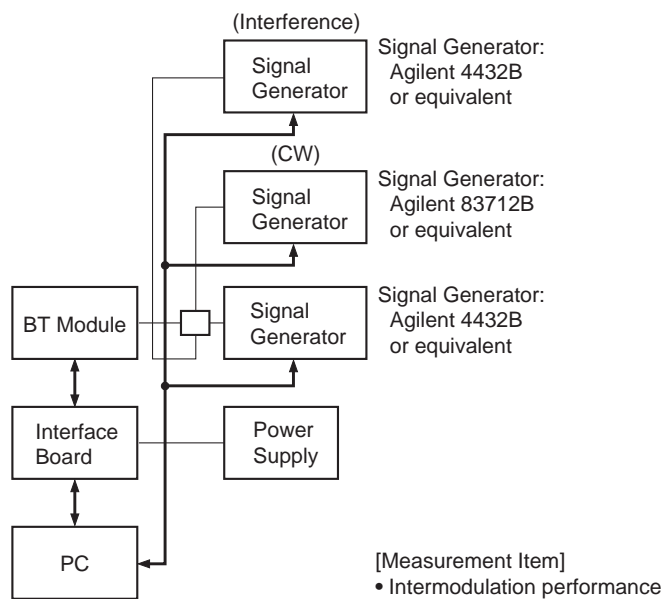 (Interference)
Signal
Generator
Signal Generator:
Agilent 4432B
or equivalent
(CW)
Signal
Generator
Signal Generator:
Agilent 83712B
or equivalent
BT Module
Signal
Generator
Signal Generator:
Agilent 4432B
or equivalent
Interface
Board
Power
Supply
PC
[Measurement Item]
• Intermodulation performance